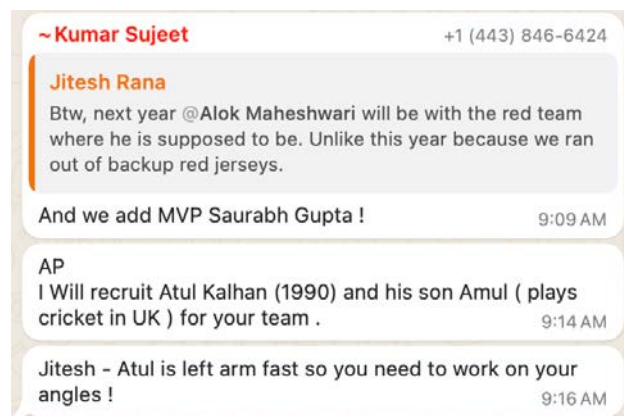 ~Kumar Sujeet +1 (443) 846-6424
Jitesh Rana
Btw, next year @Alok Maheshwari will be with the red team
where he is supposed to be. Unlike this year because we ran
out of backup red jerseys.
And we add MVP Saurabh Gupta !
9:09 AM
AP
I Will recruit Atul Kalhan (1990) and his son Amul ( plays
cricket in UK ) for your team .
9:14 AM
Jitesh - Atul is left arm fast so you need to work on your
angles !
9:16 AM